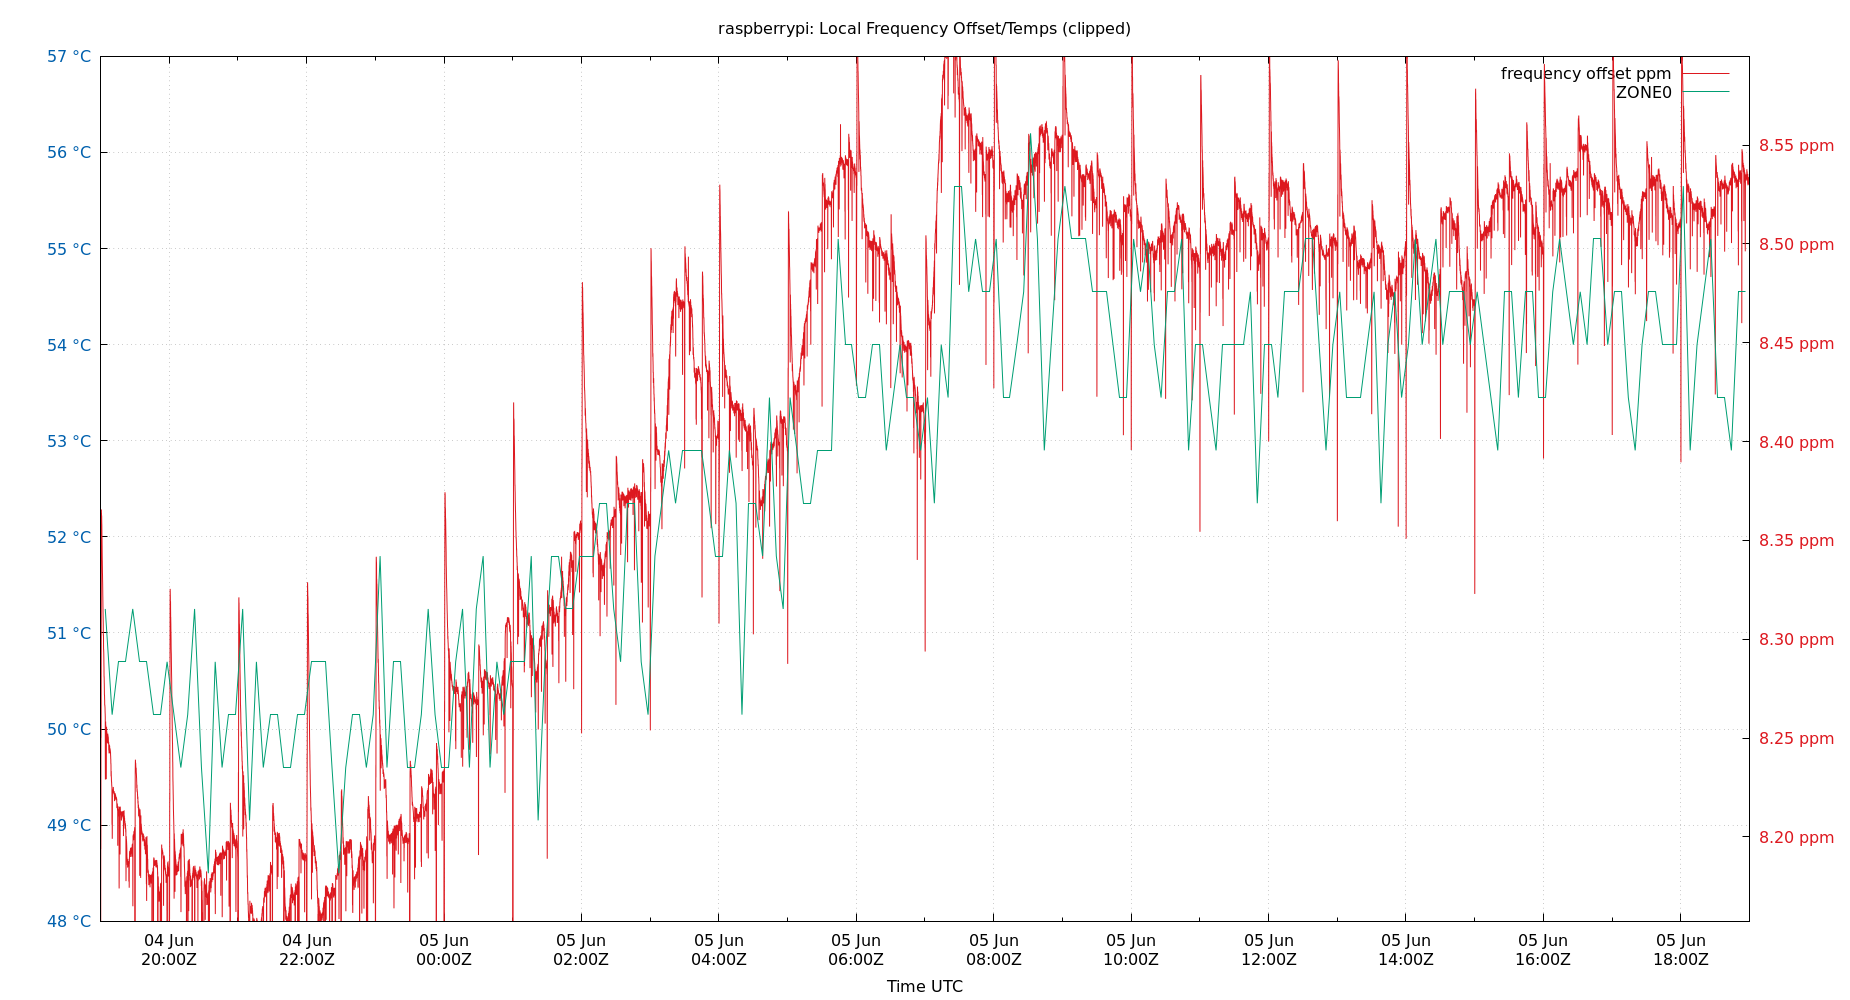 raspberrypi: Local Frequency Offset/Temps (clipped)
57 °C
56 °C
55 °C
54 °C
53 °C
52 °C
51 °C
50 °C
49 °C
48 °C
frequency offset ppm
ZONE0
8.55 ppm
8.50 ppm
8.45 ppm
8.40 ppm
8.35 ppm
8.30 ppm
8.25 ppm
8.20 ppm
04 Jun 04 Jun 05 Jun 05 Jun 05 Jun 05 Jun 05 Jun 05 Jun 05 Jun 05 Jun 05 Jun 05 Jun
20:00Z 22:00Z 00:00Z 02:00Z 04:00Z 06:00Z 08:00Z 10:00Z 12:00Z 14:00Z 16:00Z 18:00Z
Time UTC